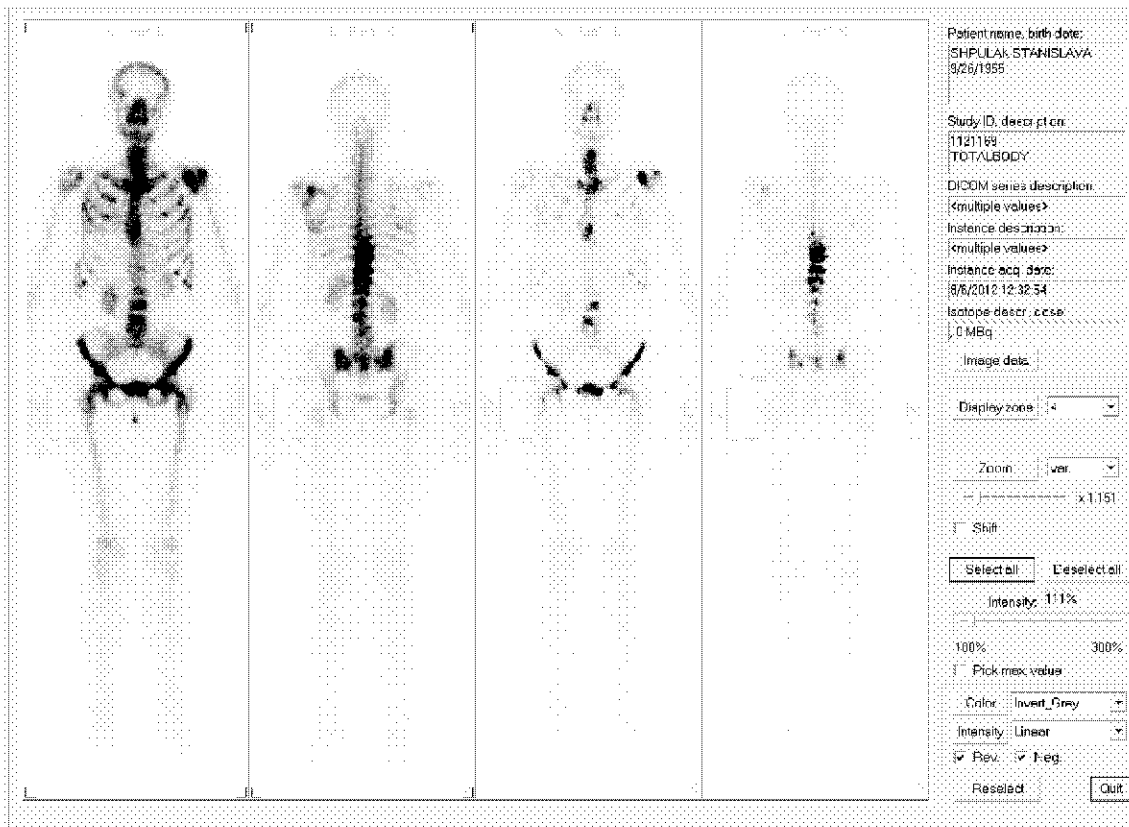 Patient name, birth date:
SHPULAK STANISLAVA
9/26/1955
Study ID, description:
1121169
TOTALBODY
DICOM series description:
<multiple values>
Instance description:
<multiple values>
Instance acq. date:
8/6/2012 12:32:54
Isotope descr., dose:
, 0 MBq
Image data
Display zone
Zoom var.
x 1.151
Shift
Select all Deselect all
Intensity: 111%
100% 300%
Pick max. value
Color Invert_Grey
Intensity Linear
Rev. Neg.
Reselect Quit